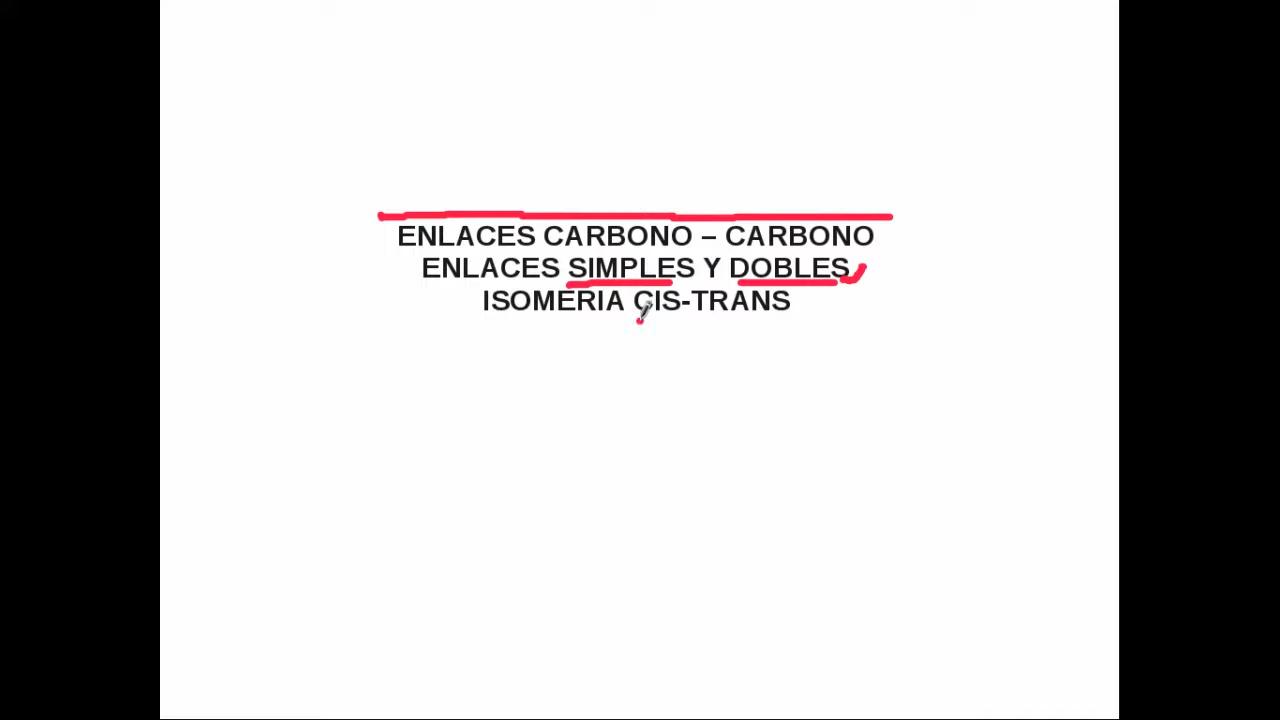 ENLACES CARBONO – CARBONO
ENLACES SIMPLES Y DOBLES
ISOMERIA CIS-TRANS